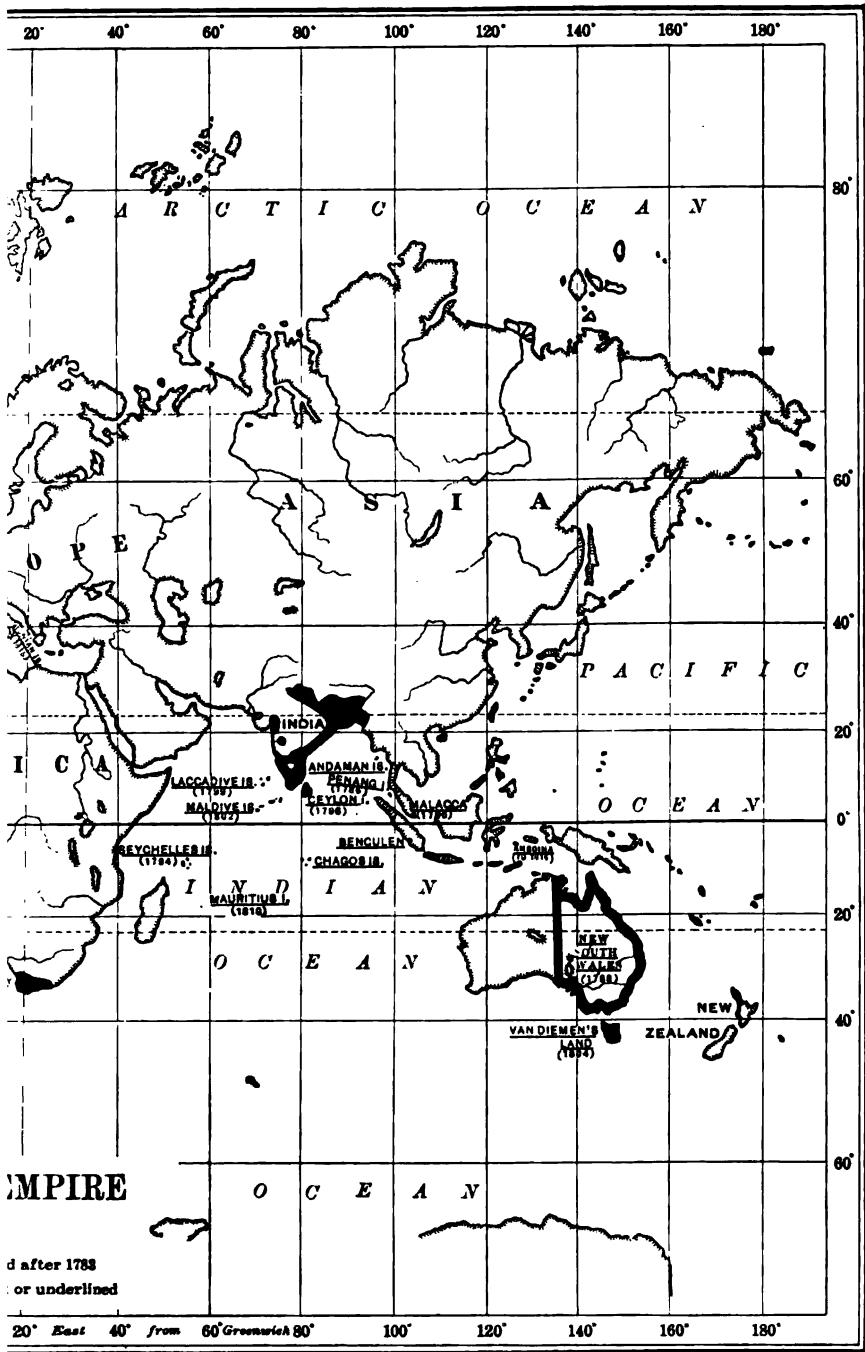 20° 40° 60° 80° 100° 120° 140° 160° 180°
80°
A R C T I C O C E A N
60°
A S I A
O P E
40°
P A C I F I C
20°
INDIA
I C A
ANDAMAN IS.
LACCADIVE IS.
PENANG I.
CEYLON I.
MALACCA
MALDIVE IS.
O C E A N
0°
BENCULEN
SEYCHELLES IS.
(1794)
CHAGOS IS.
I N D I A N
MAURITIUS I.
(1810)
20°
O C E A N
NEW
SOUTH
WALES
(1788)
NEW
ZEALAND
40°
VAN DIEMEN'S
LAND
60°
EMPIRE
O C E A N
d after 1783
or underlined
20° East 40° from 60° Greenwich 80° 100° 120° 140° 160° 180°